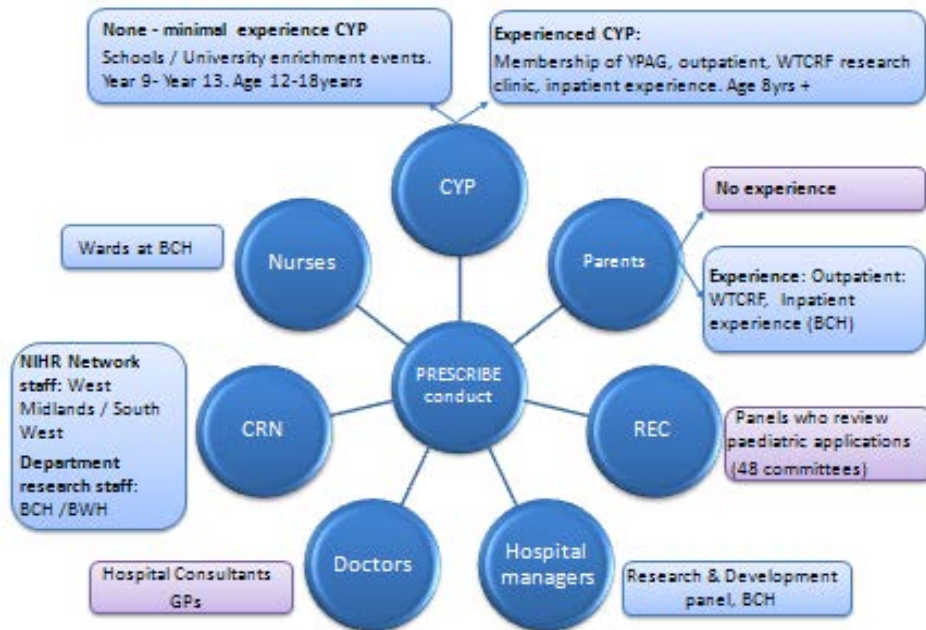 None - minimal experience CYP
Schools / University enrichment events.
Year 9- Year 13. Age 12-18years
Experienced CYP:
Membership of YPAG, outpatient, WTCRF research
clinic, inpatient experience. Age 8yrs +
CYP
No experience
Wards at BCH
Nurses
Parents
Experience: Outpatient:
WTCRF, Inpatient
experience (BCH)
PRESCRIBE
conduct
NIHR Network
staff: West
Midlands / South
West
Department
research staff:
BCH /BWH
CRN
REC
Panels who review
paediatric applications
(48 committees)
Hospital Consultants
GPs
Doctors
Hospital
managers
Research & Development
panel, BCH